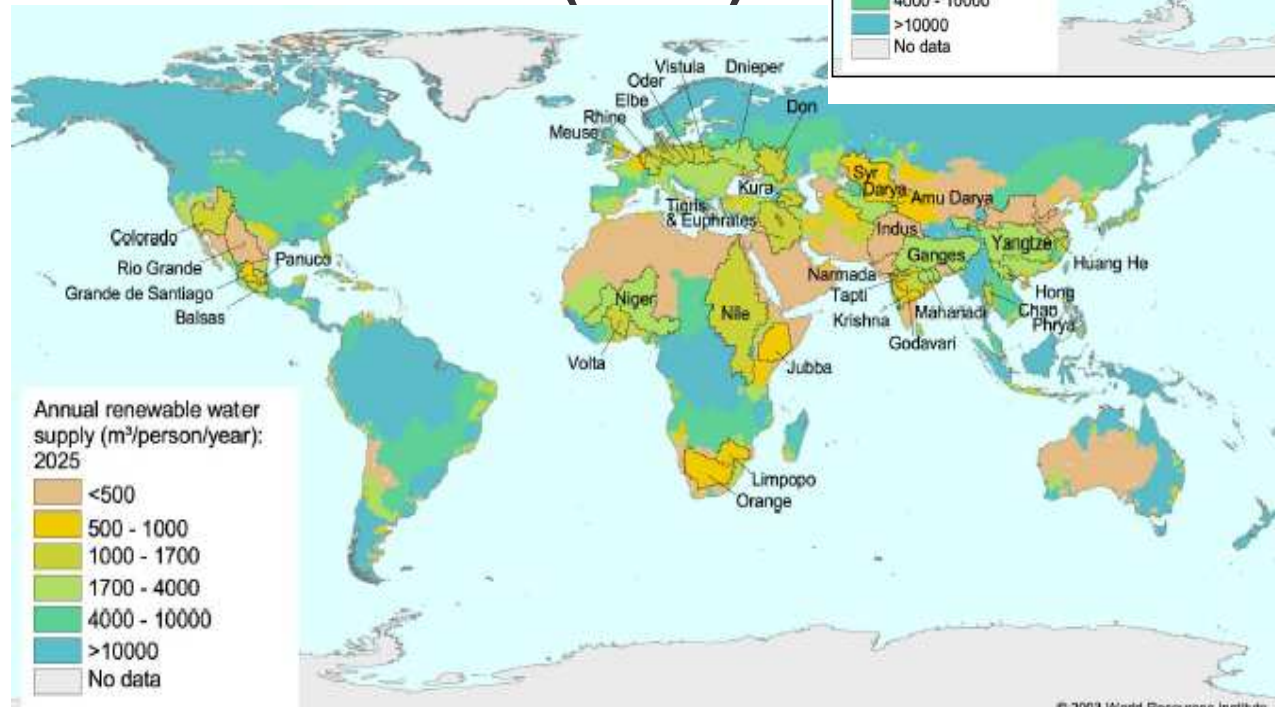 4000 - 10000
>10000
No data
Vistula
Dnieper
Oder
Elbe
Rhine
Meuse
Don
Kura
Tigris
& Euphrates
Syr
Darya
Amu Darya
Indus
Ganges
Yangtze
Huang He
Colorado
Rio Grande
Panuco
Grande de Santiago
Balsas
Niger
Nile
Volta
Jubba
Narmada
Tapti
Krishna
Mahanadi
Godavari
Hong
Chao
Phrya
Limpopo
Orange
Annual renewable water
supply (m³/person/year):
2025
<500
500 - 1000
1000 - 1700
1700 - 4000
4000 - 10000
>10000
No data
World Resources Institute